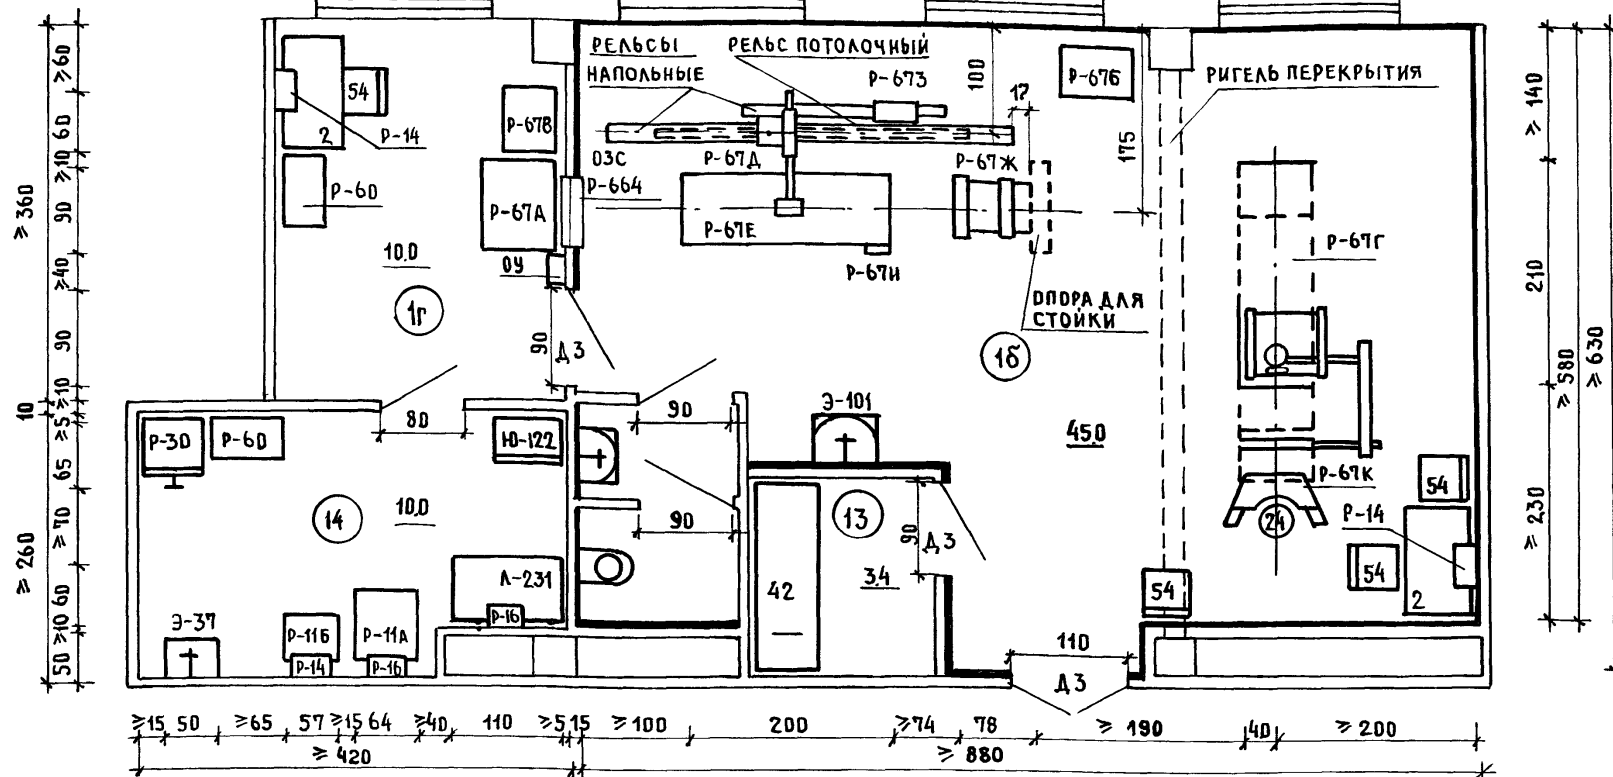 РЕЛЬСЫ
НАПОЛЬНЫЕ
РЕЛЬС ПОТОЛОЧНЫЙ
Р-67З
100
17
175
Р-67Б
РИГЕЛЬ ПЕРЕКРЫТИЯ
54
2
Р-14
Р-67В
Р-60
Р-67А
ОЗС
Р-664
Р-67Д
Р-67Е
Р-67И
Р-67Ж
ОПОРА ДЛЯ
СТОЙКИ
Р-67Г
10.0
ОУ
1г
90
Д3
1б
80
90
Э-101
45.0
Р-30
Р-60
Ю-122
14
10.0
90
13
90
Д3
3.4
42
Л-231
Р-16
Э-37
Р-11Б
Р-14
Р-11А
Р-16
Р-67К
24
54
Р-14
54
2
54
110
Д3
≥60
60
≥10
90
≥40
90
≥10
≥5
65
≥70
60
≥10
50
≥360
10
≥260
≥140
210
≥230
≥580
≥630
≥15
50
≥65
57
≥15
64
≥40
110
≥5
15
≥100
200
≥74
78
≥190
40
≥200
≥420
≥880